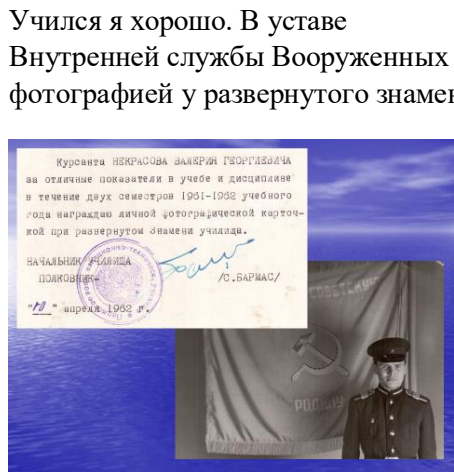 Учился я хорошо. В уставе
Внутренней службы Вооруженных
фотографией у развернутого знамен
Курсанта НЕКРАСОВА ВАЛЕРИЯ ГЕОРГИЕВИЧА
за отличные показатели в учебе и дисциплине
в течение двух семестров 1961-1962 учебного
года награждаю личной фотографической карточ-
кой при развернутом Знамени училища.
НАЧАЛЬНИК УЧИЛИЩА
ПОЛКОВНИК- /С.БАРМАС/
"10" апреля 1962 г.
СОВЕТСКУЮ
РОДИНУ